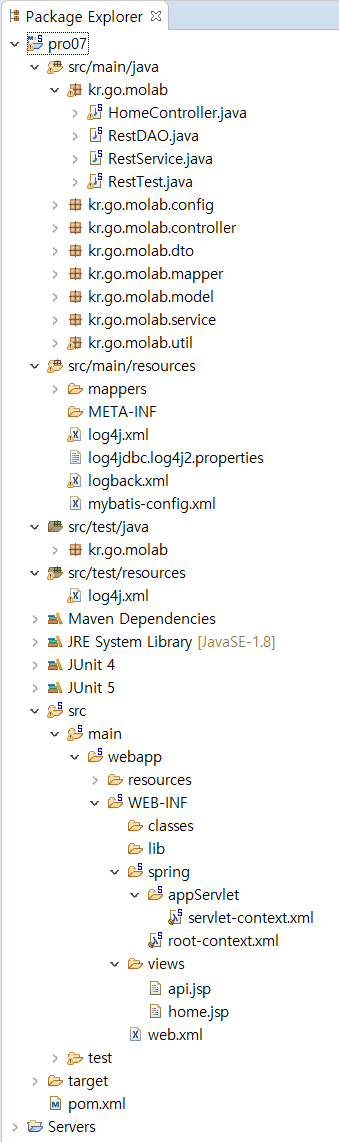 Package Explorer
pro07
src/main/java
kr.go.molab
HomeController.java
RestDAO.java
RestService.java
RestTest.java
kr.go.molab.config
kr.go.molab.controller
kr.go.molab.dto
kr.go.molab.mapper
kr.go.molab.model
kr.go.molab.service
kr.go.molab.util
src/main/resources
mappers
META-INF
log4j.xml
log4jdbc.log4j2.properties
logback.xml
mybatis-config.xml
src/test/java
kr.go.molab
src/test/resources
log4j.xml
Maven Dependencies
JRE System Library [JavaSE-1.8]
JUnit 4
JUnit 5
src
main
webapp
resources
WEB-INF
classes
lib
spring
appServlet
servlet-context.xml
root-context.xml
views
api.jsp
home.jsp
web.xml
test
target
pom.xml
Servers